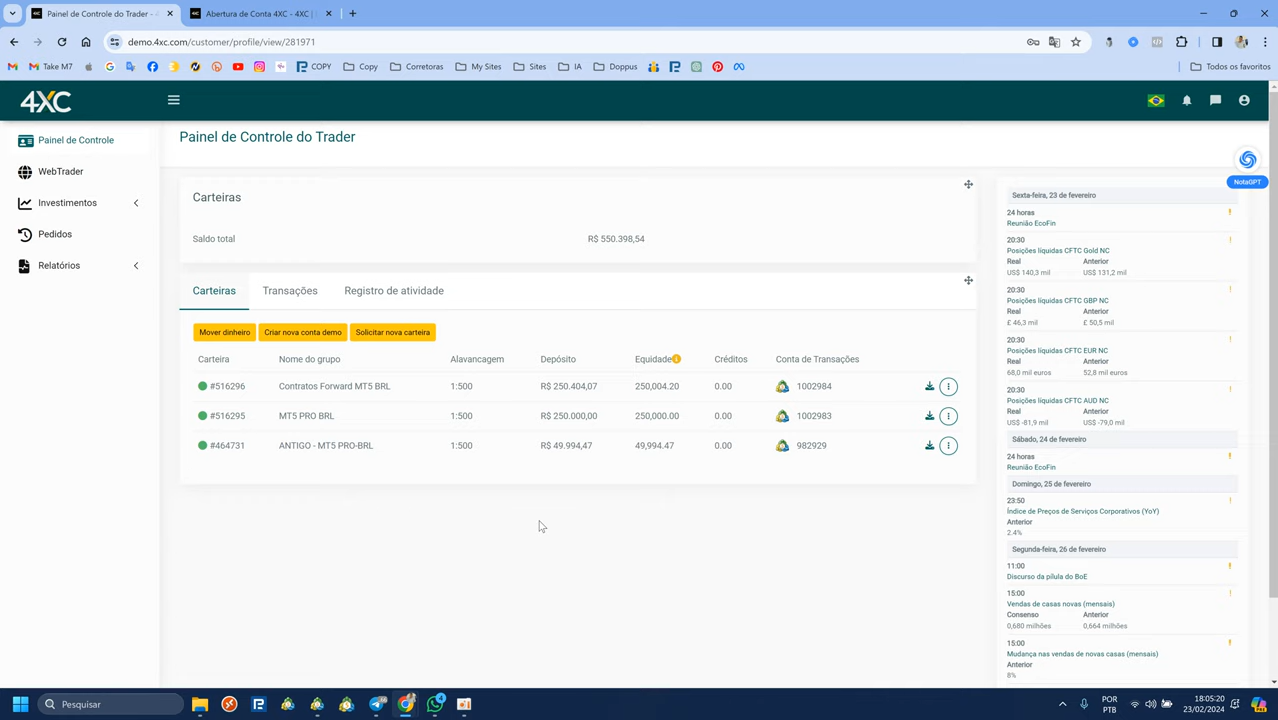 Painel de Controle do Trader - 4
Abertura de Conta 4XC - 4XC |
demo.4xc.com/customer/profile/view/281971
Gmail
Take M7
COPY
Copy
Corretoras
My Sites
Sites
IA
Doppus
Todos os favoritos
4XC
Painel de Controle
WebTrader
Investimentos
Pedidos
Relatórios
Painel de Controle do Trader
NotaGPT
Carteiras
Saldo total R$ 550.398,54
Carteiras Transações Registro de atividade
Mover dinheiro Criar nova conta demo Solicitar nova carteira
Carteira Nome do grupo Alavancagem Depósito Equidade Créditos Conta de Transações
#516296 Contratos Forward MT5 BRL 1:500 R$ 250.404,07 250,004.20 0.00 1002984
#516295 MT5 PRO BRL 1:500 R$ 250.000,00 250,000.00 0.00 1002983
#464731 ANTIGO - MT5 PRO-BRL 1:500 R$ 49.994,47 49,994.47 0.00 982929
Sexta-feira, 23 de fevereiro
24 horas
Reunião EcoFin
20:30
Posições líquidas CFTC Gold NC
Real Anterior
US$ 140,3 mil US$ 131,2 mil
20:30
Posições líquidas CFTC GBP NC
Real Anterior
£ 46,3 mil £ 50,5 mil
20:30
Posições líquidas CFTC EUR NC
Real Anterior
68,0 mil euros 52,8 mil euros
20:30
Posições líquidas CFTC AUD NC
Real Anterior
US$ -81,9 mil US$ -79,0 mil
Sábado, 24 de fevereiro
24 horas
Reunião EcoFin
Domingo, 25 de fevereiro
23:50
Índice de Preços de Serviços Corporativos (YoY)
Anterior
2.4%
Segunda-feira, 26 de fevereiro
11:00
Discurso da pílula do BoE
15:00
Vendas de casas novas (mensais)
Consenso Anterior
0,680 milhões 0,664 milhões
15:00
Mudança nas vendas de novas casas (mensais)
Anterior
8%
Pesquisar
POR
PTB
18:05:20
23/02/2024